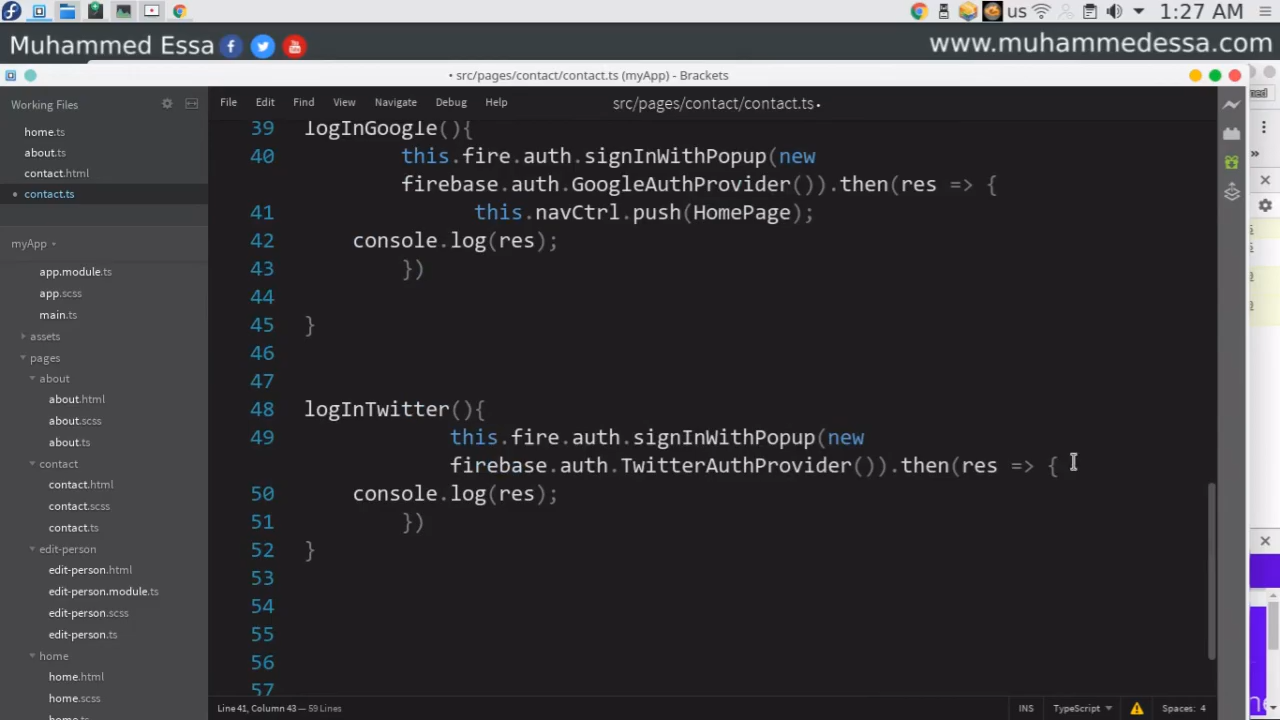 us
1:27 AM
Muhammed Essa
www.muhammedessa.com
• src/pages/contact/contact.ts (myApp) - Brackets
Working Files
home.ts
about.ts
contact.html
contact.ts
myApp
app.module.ts
app.scss
main.ts
assets
pages
about
about.html
about.scss
about.ts
contact
contact.html
contact.scss
contact.ts
edit-person
edit-person.html
edit-person.module.ts
edit-person.scss
edit-person.ts
home
home.html
home.scss
home.ts
File Edit Find View Navigate Debug Help
src/pages/contact/contact.ts •
39 logInGoogle(){
40 this.fire.auth.signInWithPopup(new
firebase.auth.GoogleAuthProvider()).then(res => {
41 this.navCtrl.push(HomePage);
42 console.log(res);
43 })
44
45 }
46
47
48 logInTwitter(){
49 this.fire.auth.signInWithPopup(new
firebase.auth.TwitterAuthProvider()).then(res => {
50 console.log(res);
51 })
52 }
53
54
55
56
57
Line 41, Column 43 — 59 Lines
INS TypeScript Spaces: 4